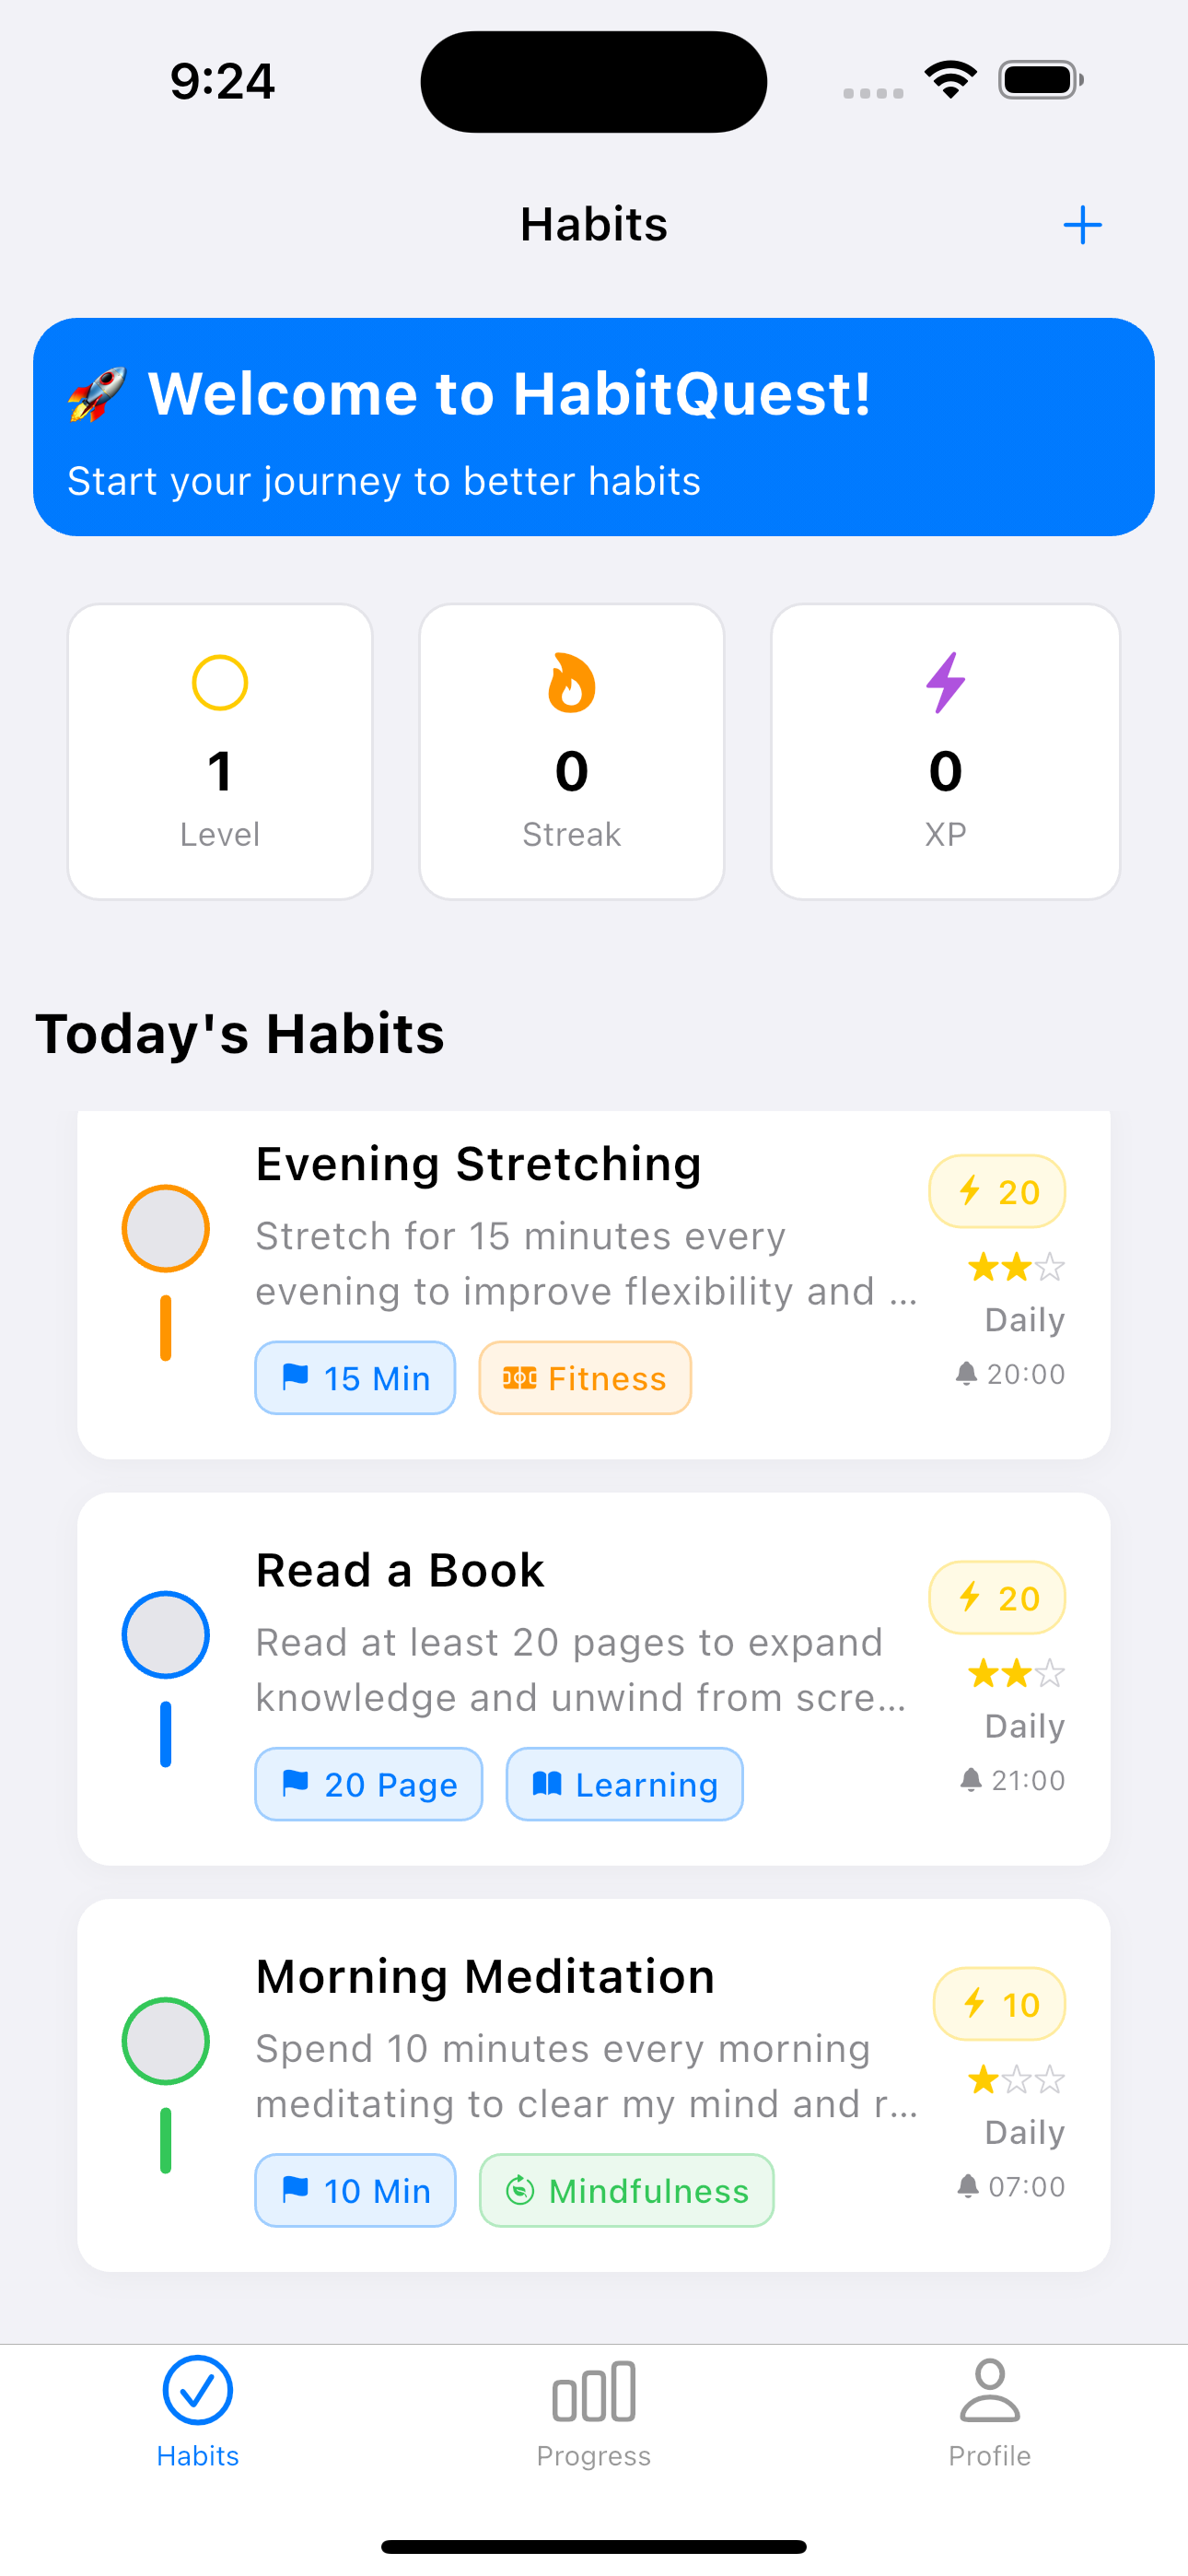 9:24
Habits
🚀 Welcome to HabitQuest!
Start your journey to better habits
1
Level
0
Streak
0
XP
Today's Habits
Evening Stretching
Stretch for 15 minutes every
evening to improve flexibility and ...
15 Min
Fitness
20
Daily
20:00
Read a Book
Read at least 20 pages to expand
knowledge and unwind from scre...
20 Page
Learning
20
Daily
21:00
Morning Meditation
Spend 10 minutes every morning
meditating to clear my mind and r...
10 Min
Mindfulness
10
Daily
07:00
Habits
Progress
Profile